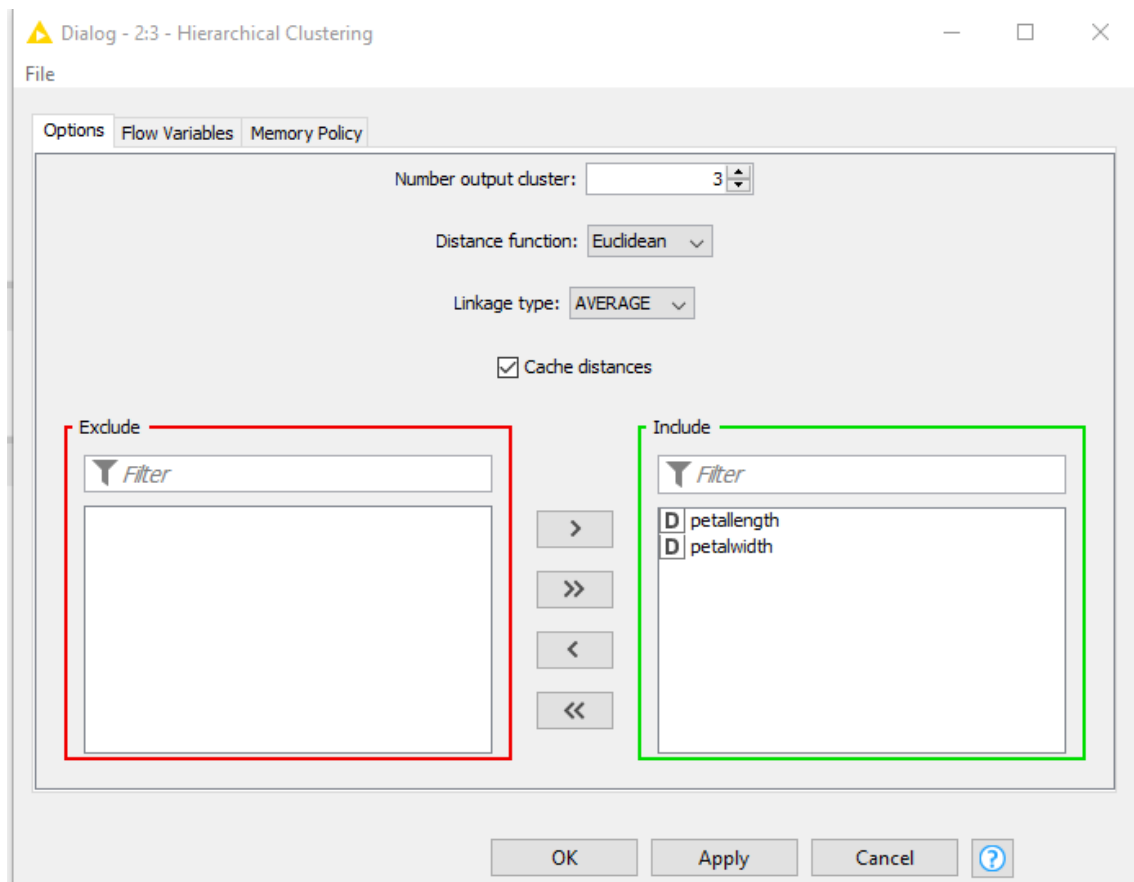 Dialog - 2:3 - Hierarchical Clustering
File
Options Flow Variables Memory Policy
Number output cluster: 3
Distance function: Euclidean
Linkage type: AVERAGE
Cache distances
Exclude
Filter
Include
Filter
D petallength
D petalwidth
>
>>
<
<<
OK Apply Cancel ?